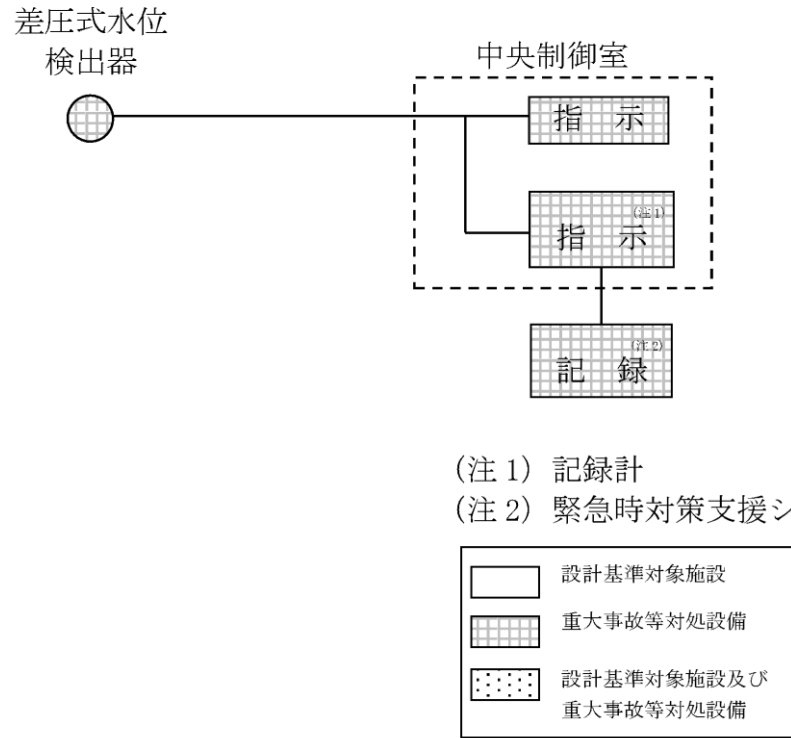 差圧式水位
検出器
中央制御室
指 示
指 示 (注1)
記 録 (注2)
(注 1) 記録計
(注 2) 緊急時対策支援シ
設計基準対象施設
重大事故等対処設備
設計基準対象施設及び
重大事故等対処設備